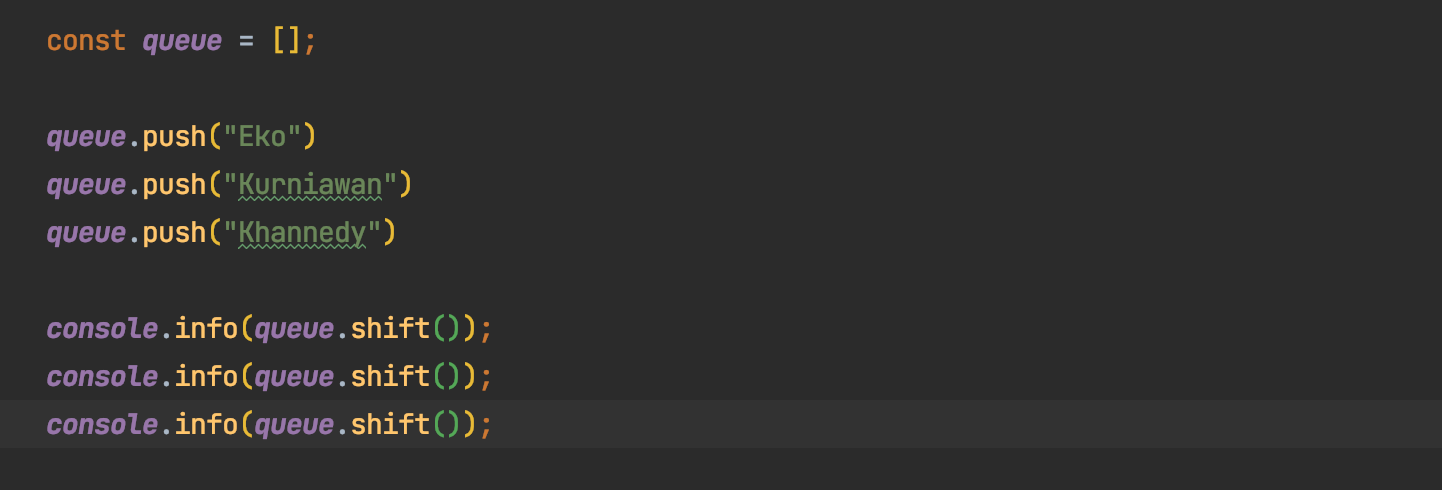 const queue = [];
queue.push("Eko")
queue.push("Kurniawan")
queue.push("Khannedy")
console.info(queue.shift());
console.info(queue.shift());
console.info(queue.shift());